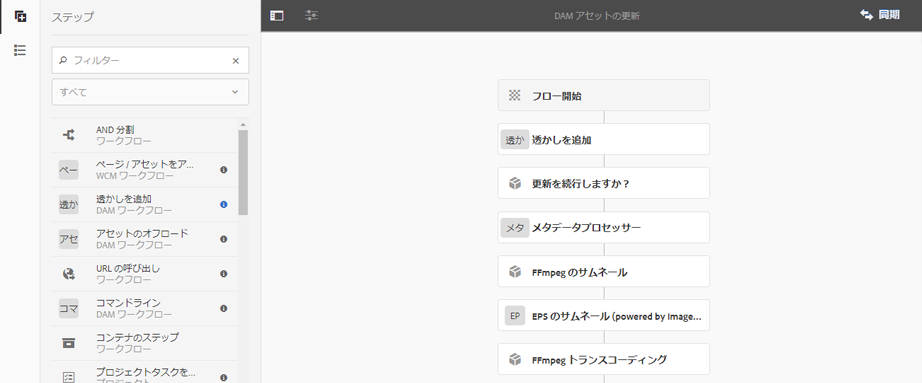 ステップ
フィルター
すべて
AND 分割
ワークフロー
ペー
ページ / アセットをア...
WCM ワークフロー
透か
透かしを追加
DAM ワークフロー
アセ
アセットのオフロード
DAM ワークフロー
URL の呼び出し
ワークフロー
コマ
コマンドライン
DAM ワークフロー
コンテナのステップ
ワークフロー
プロジェクトタスクを...
プロジェクト
DAM アセットの更新
同期
フロー開始
透か
透かしを追加
更新を続行しますか？
メタ
メタデータプロセッサー
FFmpeg のサムネール
EP
EPS のサムネール (powered by Image...
FFmpeg トランスコーディング